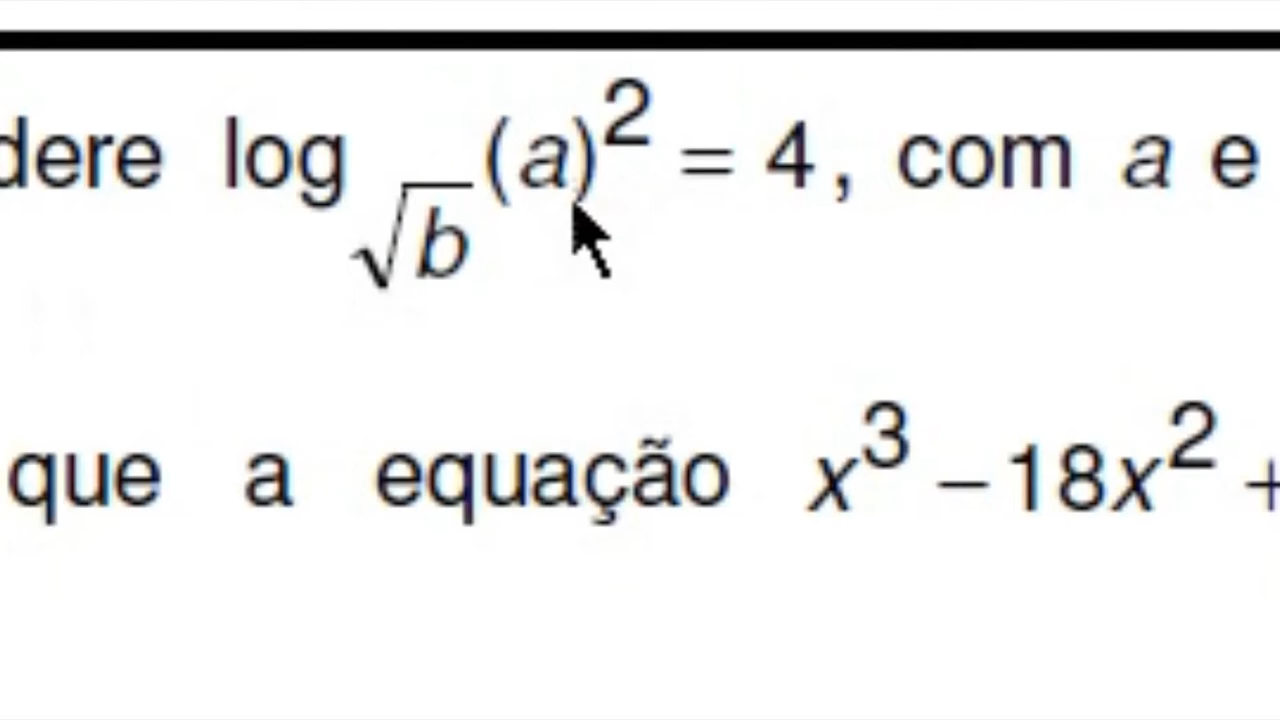 dere log √b (a)² = 4, com a e
que a equação x³ − 18x² +